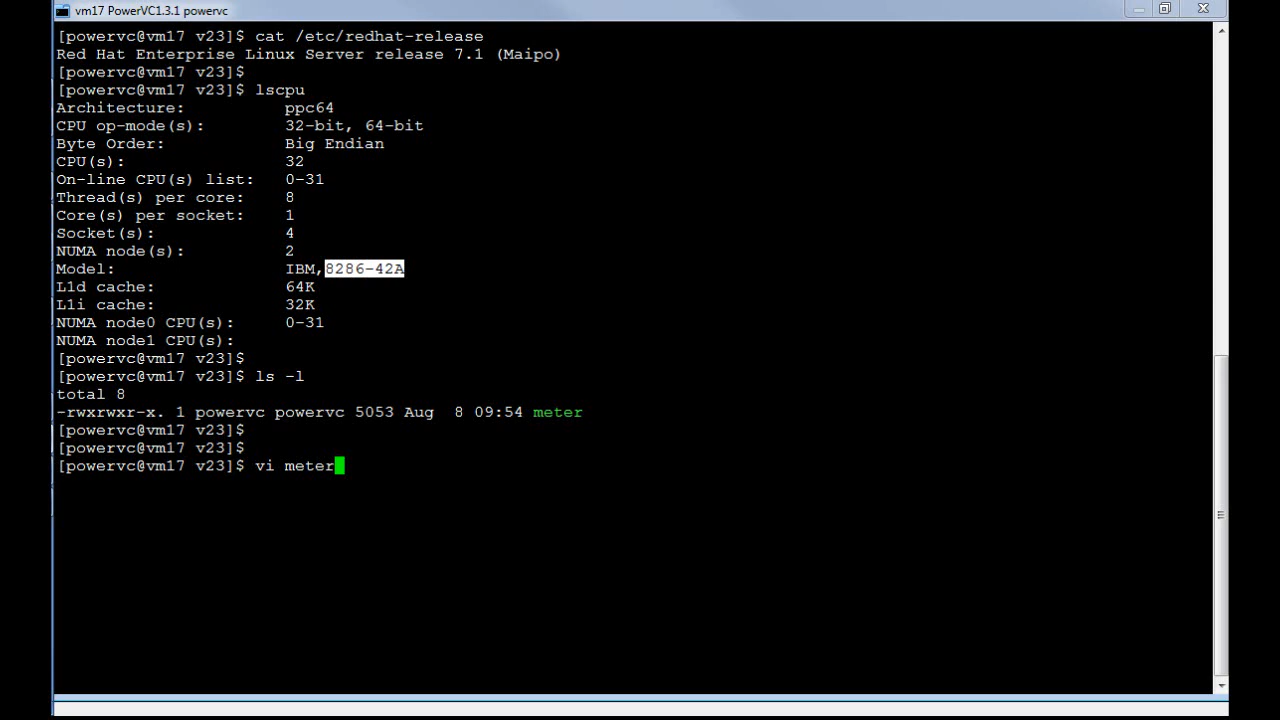 vm17 PowerVC1.3.1 powervc
[powervc@vm17 v23]$ cat /etc/redhat-release
Red Hat Enterprise Linux Server release 7.1 (Maipo)
[powervc@vm17 v23]$
[powervc@vm17 v23]$ lscpu
Architecture:          ppc64
CPU op-mode(s):        32-bit, 64-bit
Byte Order:            Big Endian
CPU(s):                32
On-line CPU(s) list:   0-31
Thread(s) per core:    8
Core(s) per socket:    1
Socket(s):             4
NUMA node(s):          2
Model:                 IBM,8286-42A
L1d cache:             64K
L1i cache:             32K
NUMA node0 CPU(s):     0-31
NUMA node1 CPU(s):
[powervc@vm17 v23]$
[powervc@vm17 v23]$ ls -l
total 8
-rwxrwxr-x. 1 powervc powervc 5053 Aug  8 09:54 meter
[powervc@vm17 v23]$
[powervc@vm17 v23]$
[powervc@vm17 v23]$ vi meter